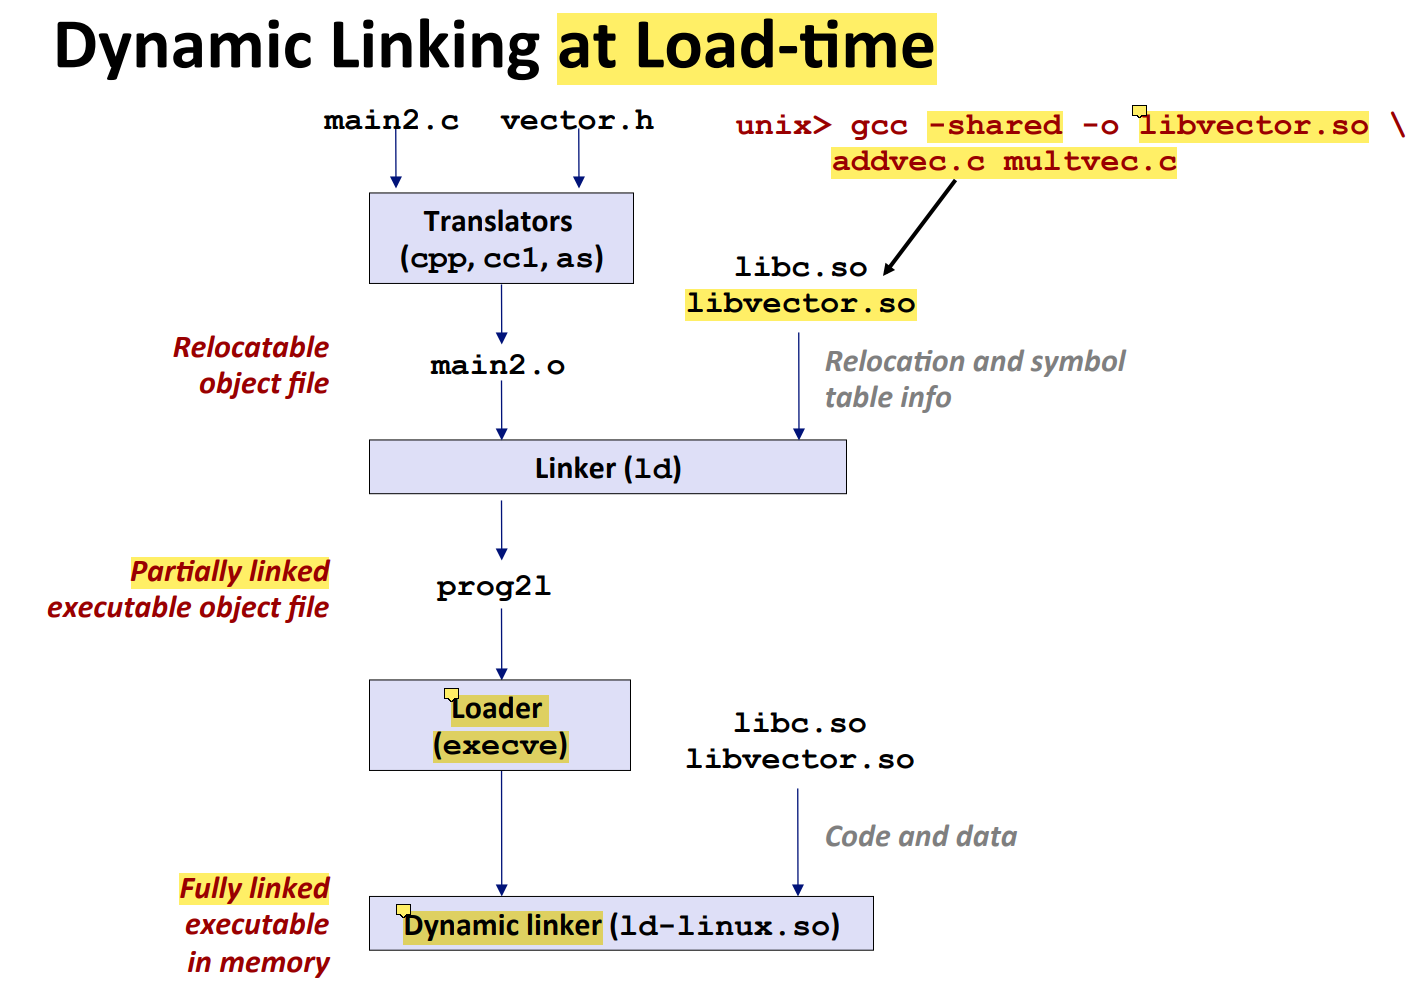 Dynamic Linking at Load-time
main2.c vector.h
unix> gcc -shared -o libvector.so \
addvec.c multvec.c
Translators
(cpp, cc1, as)
libc.so
libvector.so
Relocatable
object file
main2.o
Relocation and symbol
table info
Linker (ld)
Partially linked
executable object file
prog2l
Loader
(execve)
libc.so
libvector.so
Code and data
Fully linked
executable
in memory
Dynamic linker (ld-linux.so)